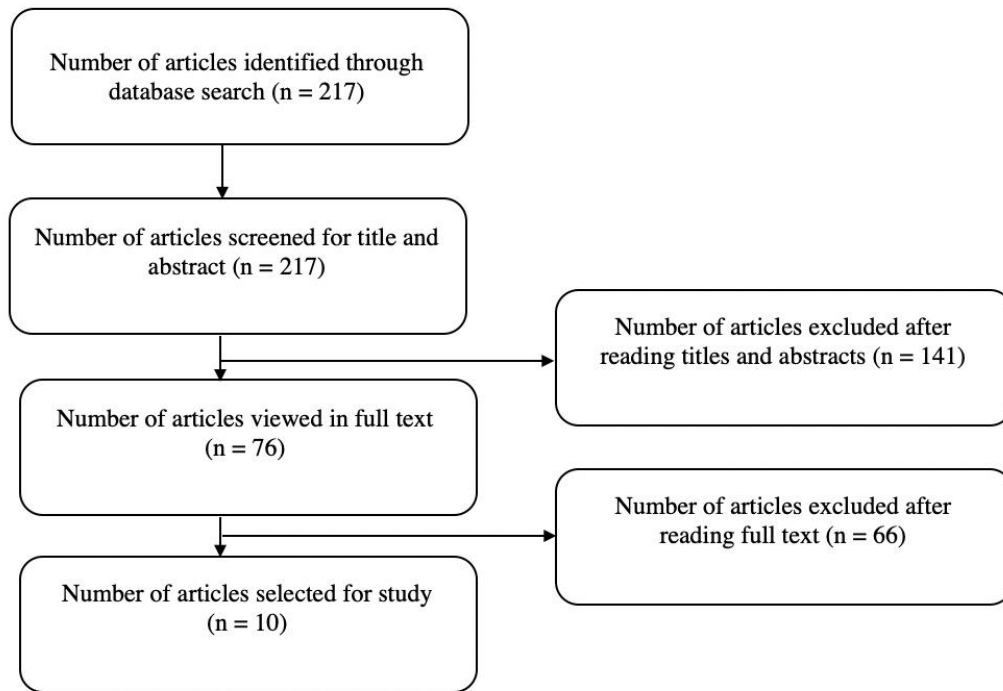 Number of articles identified through
database search (n = 217)
Number of articles screened for title and
abstract (n = 217)
Number of articles excluded after
reading titles and abstracts (n = 141)
Number of articles viewed in full text
(n = 76)
Number of articles excluded after
reading full text (n = 66)
Number of articles selected for study
(n = 10)